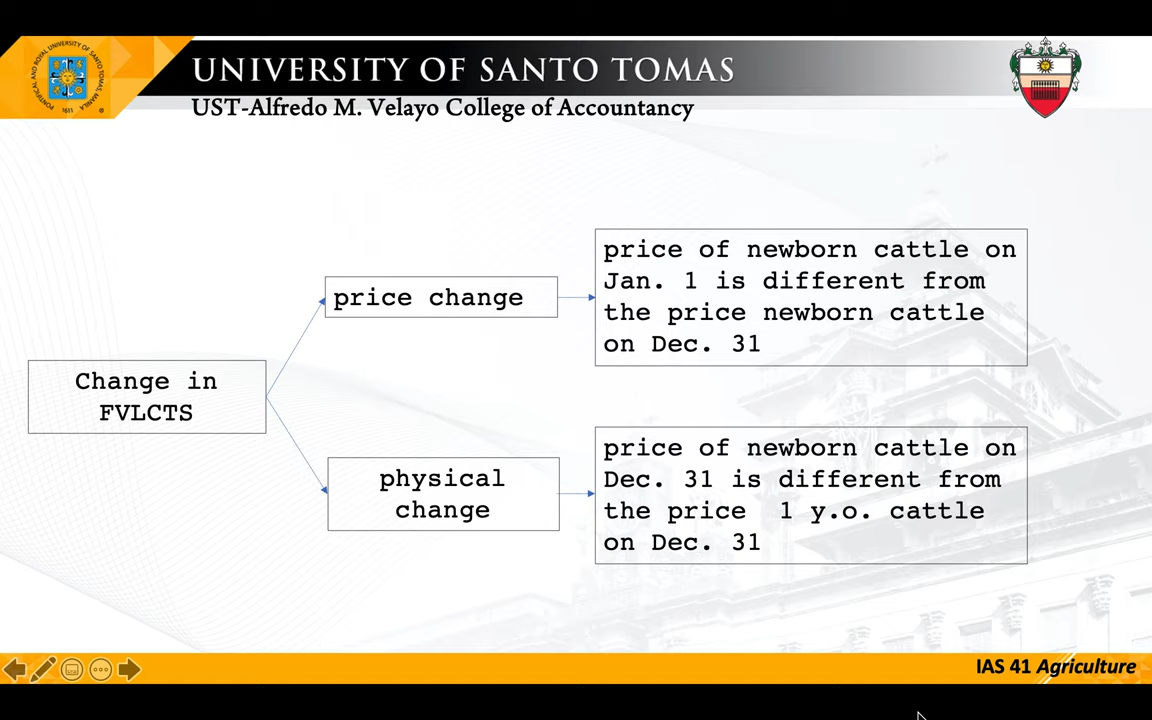 UNIVERSITY OF SANTO TOMAS
UST-Alfredo M. Velayo College of Accountancy
price of newborn cattle on
Jan. 1 is different from
the price newborn cattle
on Dec. 31
price change
Change in
FVLCTS
physical
change
price of newborn cattle on
Dec. 31 is different from
the price  1 y.o. cattle
on Dec. 31
IAS 41 Agriculture